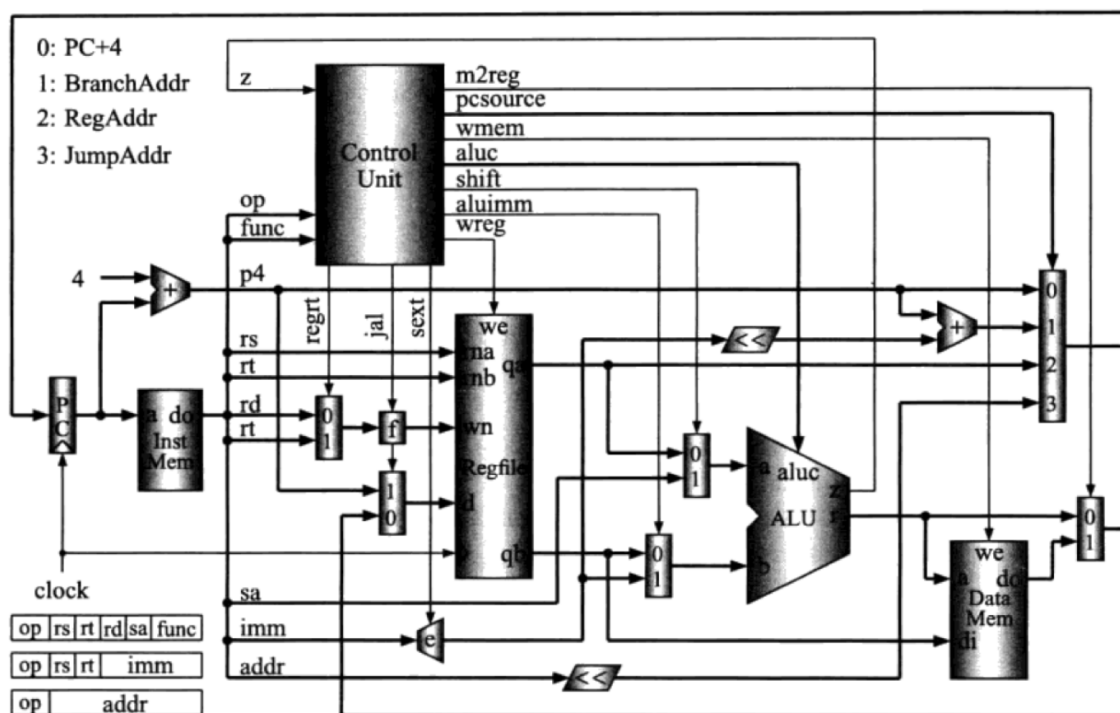 0: PC+4
1: BranchAddr
2: RegAddr
3: JumpAddr
z
Control
Unit
m2reg
pcsource
wmem
aluc
shift
aluimm
wreg
op
func
4
+
p4
regrt
jal
sext
rs
rt
rd
rt
PC
a do
Inst
Mem
0
1
f
1
0
we
rna
rnb
qa
wn
Regfile
d
qb
<<
+
0
1
2
3
0
1
0
1
a
aluc
z
ALU
r
b
we
a do
Data
Mem
di
0
1
clock
sa
imm
e
addr
<<
op rs rt rd sa func
op rs rt imm
op addr